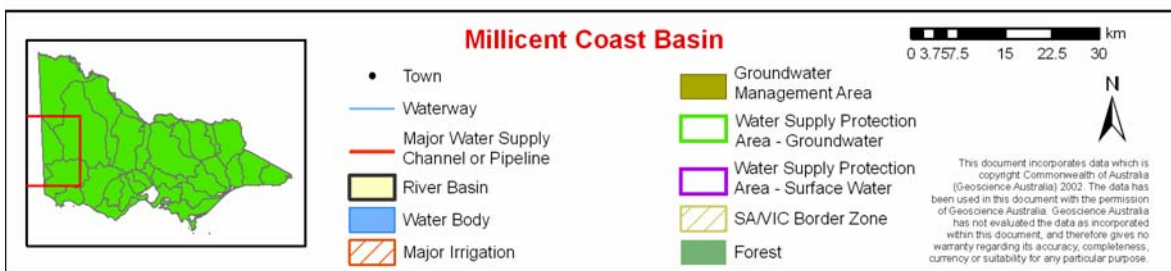 Millicent Coast Basin
Town
Waterway
Major Water Supply
Channel or Pipeline
River Basin
Water Body
Major Irrigation
Groundwater
Management Area
Water Supply Protection
Area - Groundwater
Water Supply Protection
Area - Surface Water
SA/VIC Border Zone
Forest
km
0 3.757.5 15 22.5 30
N
This document incorporates data which is
copyright Commonwealth of Australia
(Geoscience Australia) 2002. The data has
been used in this document with the permission
of Geoscience Australia. Geoscience Australia
has not evaluated the data as incorporated
within this document, and therefore gives no
warranty regarding its accuracy, completeness,
currency or suitability for any particular purpose.